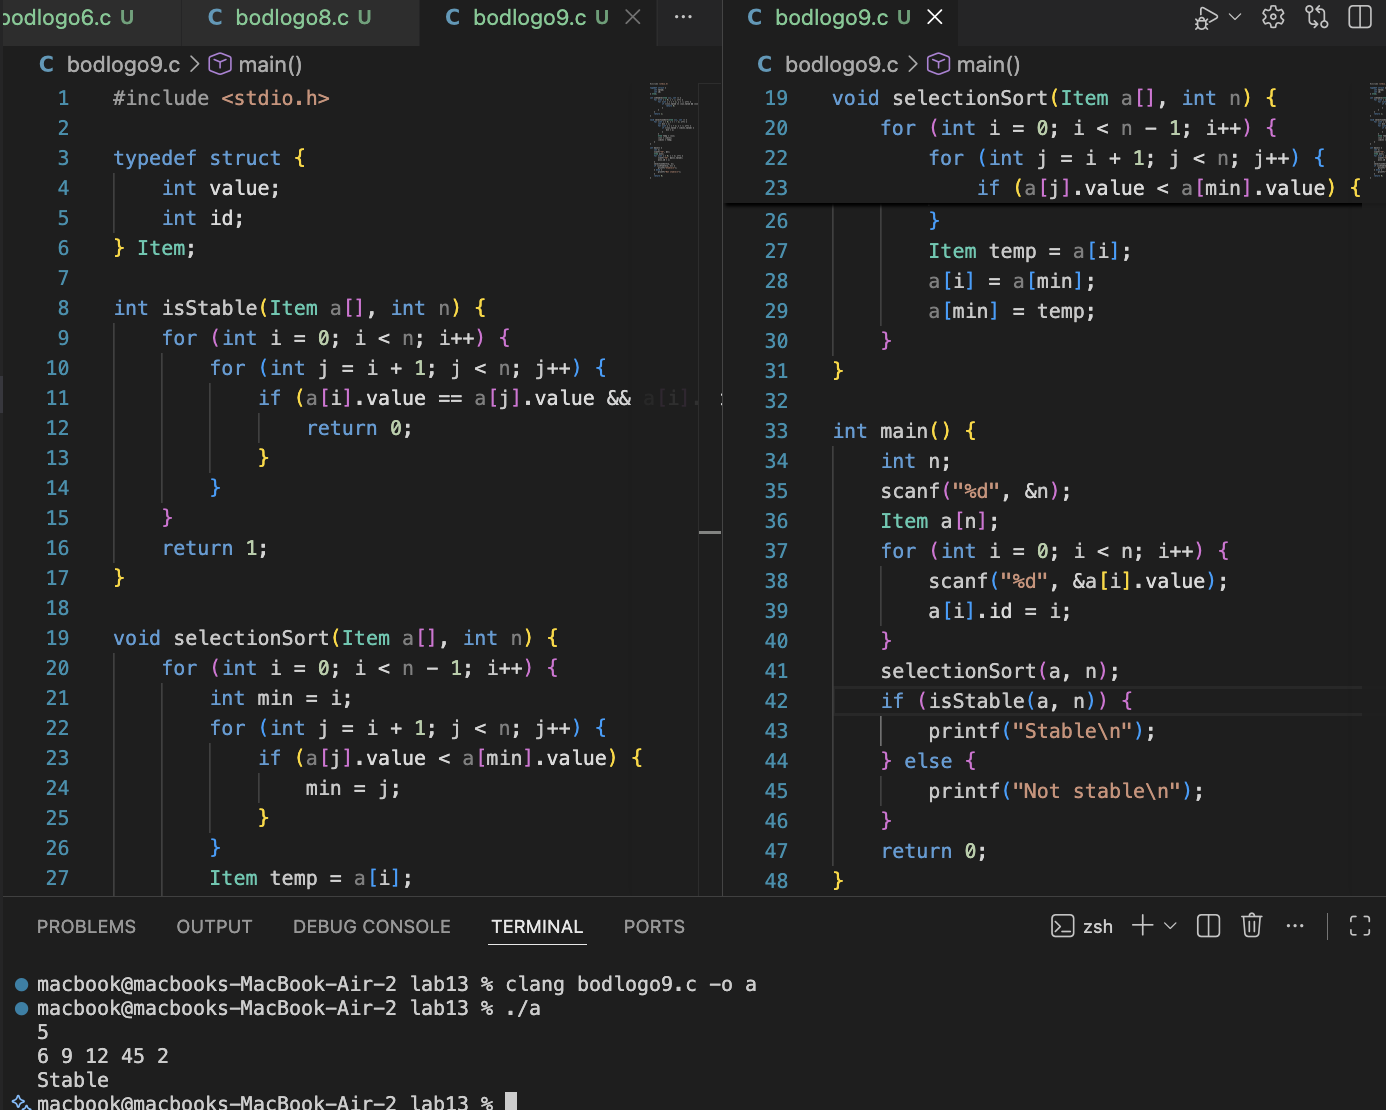 bodlogo6.c U
C bodlogo8.c U
C bodlogo9.c U
C bodlogo9.c U
C bodlogo9.c > main()
1 #include <stdio.h>
2
3 typedef struct {
4 int value;
5 int id;
6 } Item;
7
8 int isStable(Item a[], int n) {
9 for (int i = 0; i < n; i++) {
10 for (int j = i + 1; j < n; j++) {
11 if (a[i].value == a[j].value && a[i].
12 return 0;
13 }
14 }
15 }
16 return 1;
17 }
18
19 void selectionSort(Item a[], int n) {
20 for (int i = 0; i < n - 1; i++) {
21 int min = i;
22 for (int j = i + 1; j < n; j++) {
23 if (a[j].value < a[min].value) {
24 min = j;
25 }
26 }
27 Item temp = a[i];
C bodlogo9.c > main()
19 void selectionSort(Item a[], int n) {
20 for (int i = 0; i < n - 1; i++) {
22 for (int j = i + 1; j < n; j++) {
23 if (a[j].value < a[min].value) {
26 }
27 Item temp = a[i];
28 a[i] = a[min];
29 a[min] = temp;
30 }
31 }
32
33 int main() {
34 int n;
35 scanf("%d", &n);
36 Item a[n];
37 for (int i = 0; i < n; i++) {
38 scanf("%d", &a[i].value);
39 a[i].id = i;
40 }
41 selectionSort(a, n);
42 if (isStable(a, n)) {
43 printf("Stable\n");
44 } else {
45 printf("Not stable\n");
46 }
47 return 0;
48 }
PROBLEMS OUTPUT DEBUG CONSOLE TERMINAL PORTS
zsh
macbook@macbooks-MacBook-Air-2 lab13 % clang bodlogo9.c -o a
macbook@macbooks-MacBook-Air-2 lab13 % ./a
5
6 9 12 45 2
Stable
macbook@macbooks-MacBook-Air-2 lab13 %